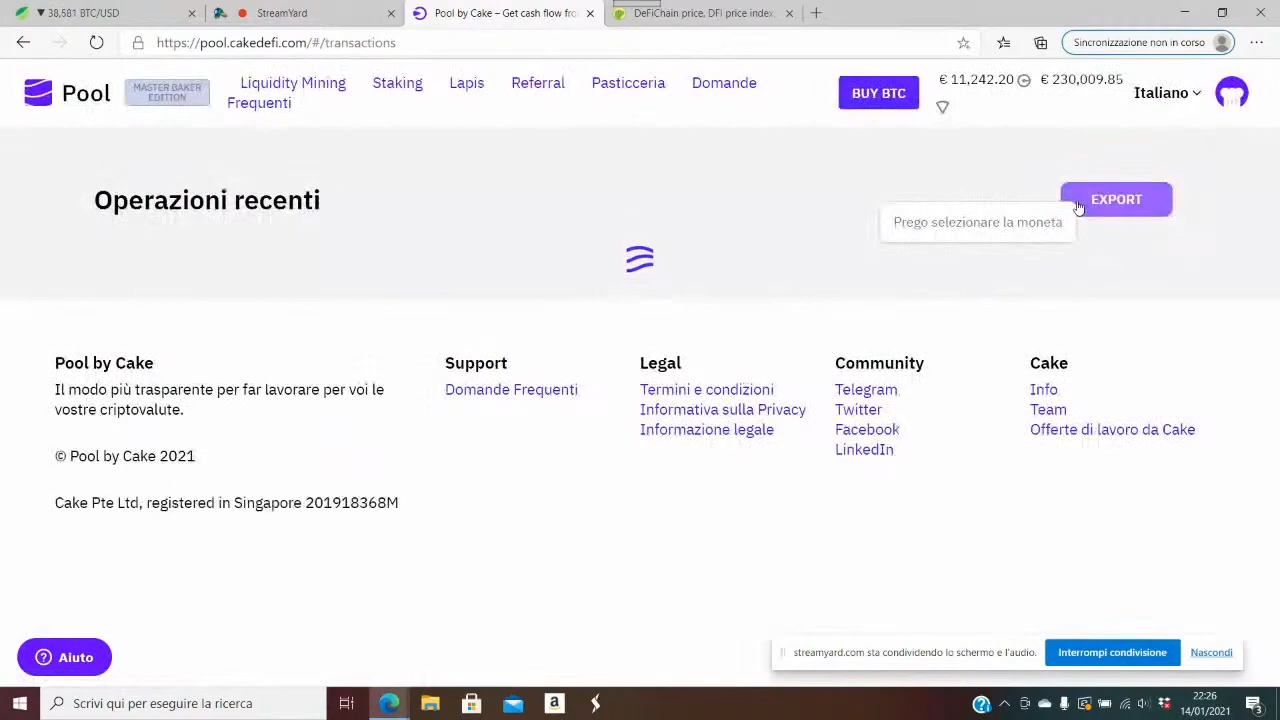 38,581 BTC/USD
StreamYard
Pool by Cake – Get cash flow fro
DeFiChain price, DFI price index,
https://pool.cakedefi.com/#/transactions
Sincronizzazione non in corso
Pool
MASTER BAKER
EDITION
Liquidity Mining
Staking
Lapis
Referral
Pasticceria
Domande
Frequenti
BUY BTC
€ 11,242.20
€ 230,009.85
Italiano
Operazioni recenti
EXPORT
Prego selezionare la moneta
Pool by Cake
Il modo più trasparente per far lavorare per voi le
vostre criptovalute.
© Pool by Cake 2021
Cake Pte Ltd, registered in Singapore 201918368M
Support
Domande Frequenti
Legal
Termini e condizioni
Informativa sulla Privacy
Informazione legale
Community
Telegram
Twitter
Facebook
LinkedIn
Cake
Info
Team
Offerte di lavoro da Cake
Aiuto
streamyard.com sta condividendo lo schermo e l'audio.
Interrompi condivisione
Nascondi
Scrivi qui per eseguire la ricerca
22:26
14/01/2021